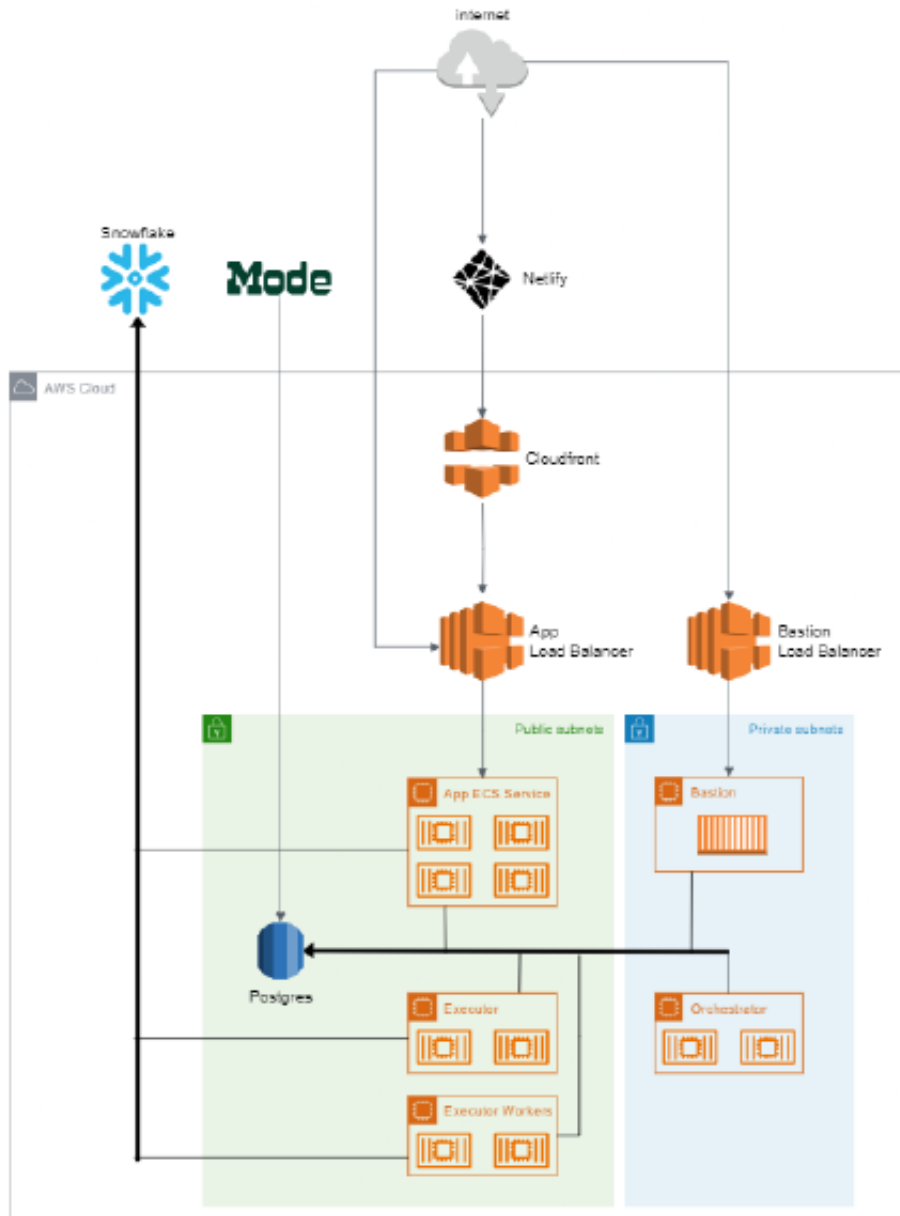 internet
Snowflake
Mode
Netlify
AWS Cloud
Cloudfront
App
Load Balancer
Bastion
Load Balancer
Public subnets
Private subnets
App ECS Service
Bastion
Postgres
Executor
Orchestrator
Executor Workers